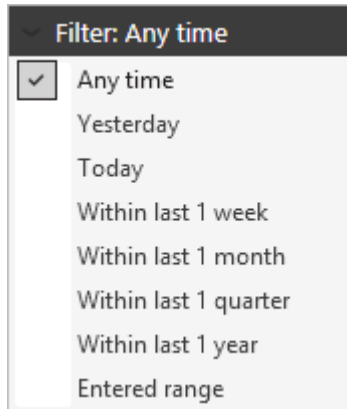 Filter: Any time
Any time
Yesterday
Today
Within last 1 week
Within last 1 month
Within last 1 quarter
Within last 1 year
Entered range